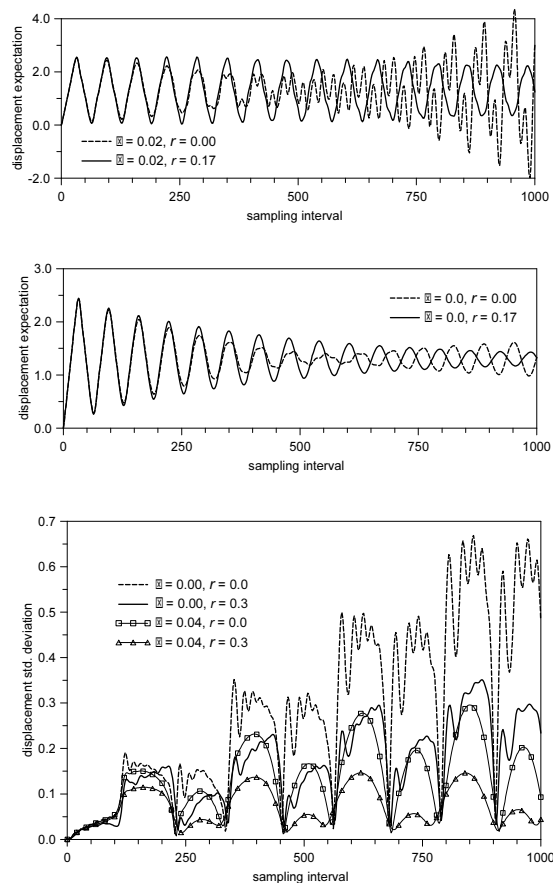 displacement expectation
4.0
2.0
0.0
-2.0
= 0.02, r = 0.00
= 0.02, r = 0.17
0 250 500 750 1000
sampling interval
displacement expectation
3.0
2.0
1.0
0.0
= 0.0, r = 0.00
= 0.0, r = 0.17
0 250 500 750 1000
sampling interval
displacement std. deviation
0.7
0.6
0.5
0.4
0.3
0.2
0.1
0.0
= 0.00, r = 0.0
= 0.00, r = 0.3
= 0.04, r = 0.0
= 0.04, r = 0.3
0 250 500 750 1000
sampling interval